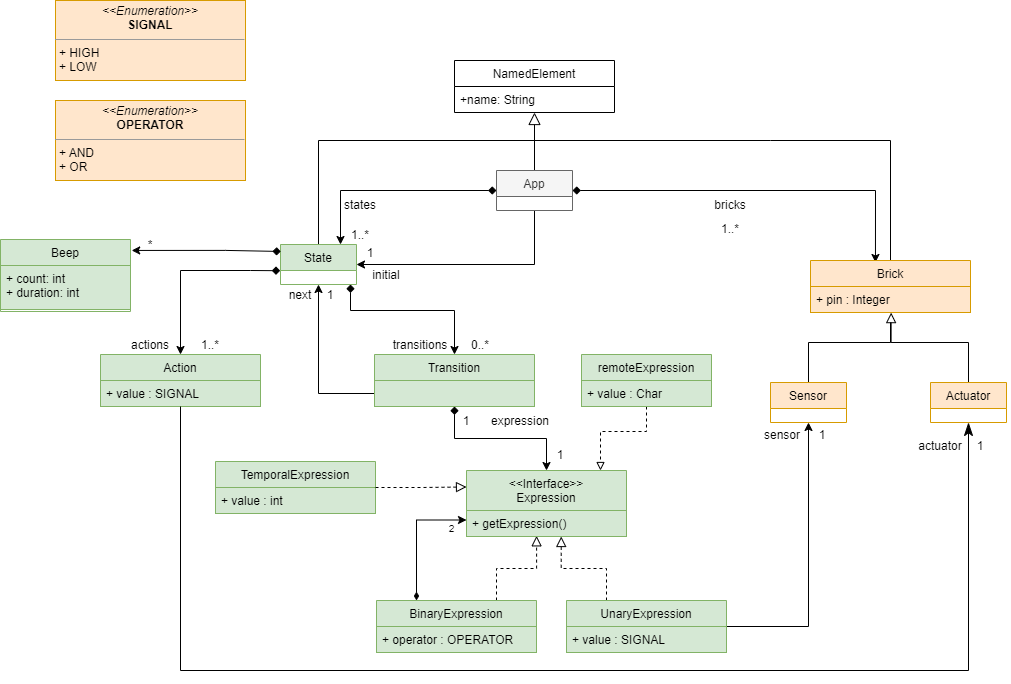 <<Enumeration>>
SIGNAL
+ HIGH
+ LOW
<<Enumeration>>
OPERATOR
+ AND
+ OR
NamedElement
+name: String
App
states
bricks
1..*
1..*
1
initial
Beep
+ count: int
+ duration: int
*
State
Brick
+ pin : Integer
next
1
actions
1..*
transitions
0..*
Action
+ value : SIGNAL
Transition
remoteExpression
+ value : Char
Sensor
Actuator
1
expression
1
sensor
1
actuator
1
TemporalExpression
+ value : int
<<Interface>>
Expression
+ getExpression()
2
BinaryExpression
+ operator : OPERATOR
UnaryExpression
+ value : SIGNAL